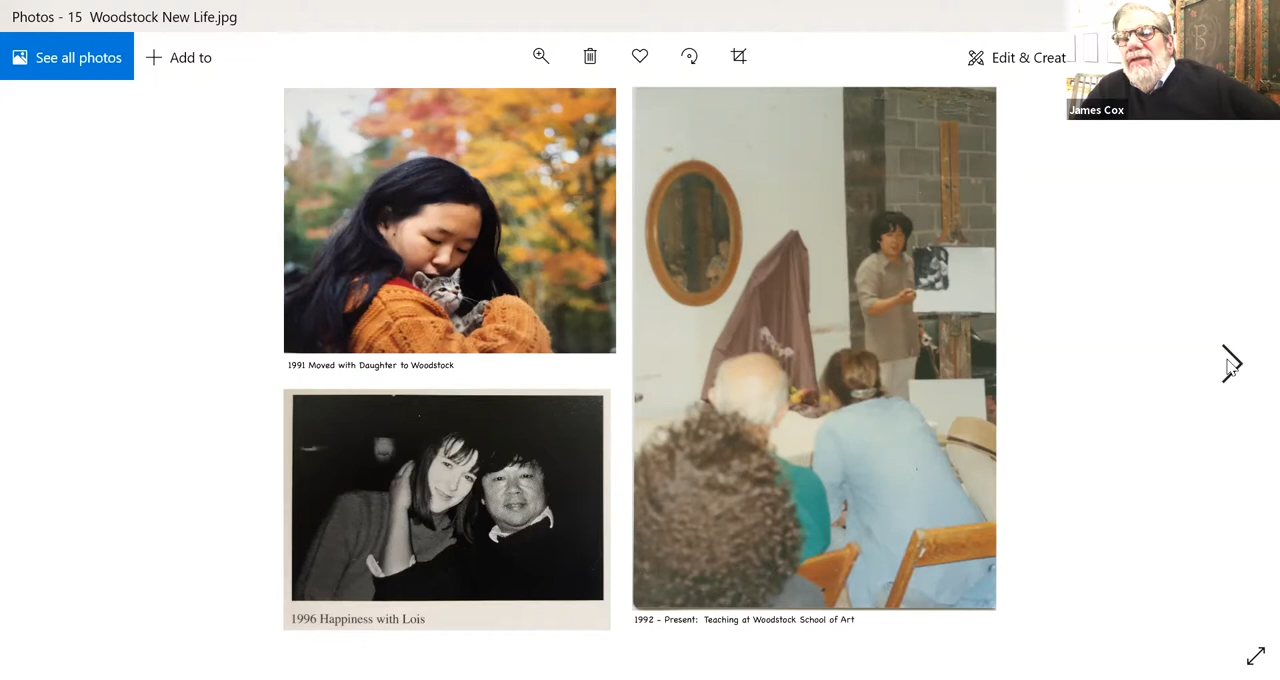 Photos - 15 Woodstock New Life.jpg
See all photos
Add to
Edit & Creat
James Cox
1991 Moved with Daughter to Woodstock
1996 Happiness with Lois
1992 - Present: Teaching at Woodstock School of Art